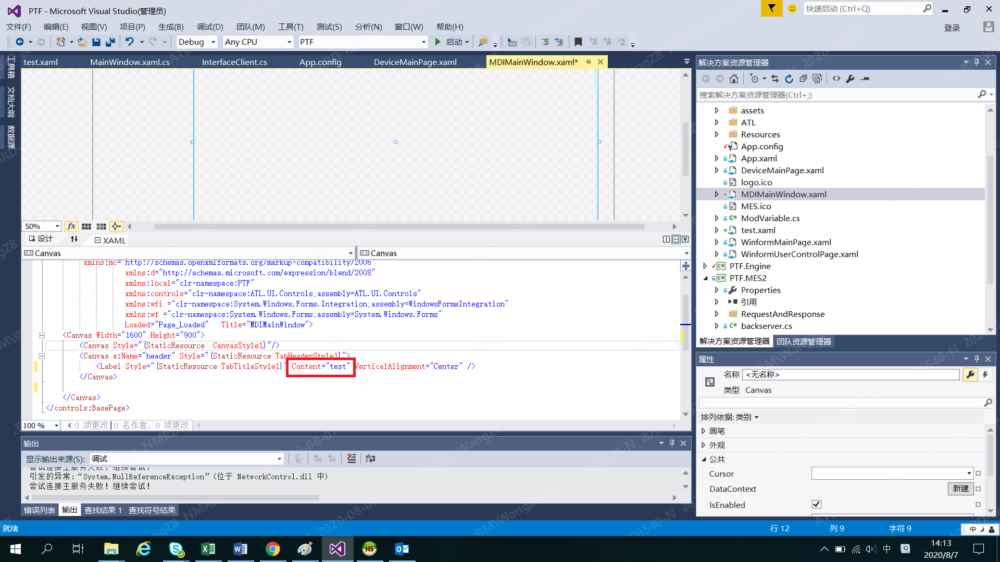 PTF - Microsoft Visual Studio(管理员)
快速启动 (Ctrl+Q)
文件(F) 编辑(E) 视图(V) 项目(P) 生成(B) 调试(D) 团队(M) 工具(T) 测试(S) 分析(N) 窗口(W) 帮助(H)
登录
Debug Any CPU PTF 启动
工具箱
文档大纲
数据源
test.xaml MainWindow.xaml.cs InterfaceClient.cs App.config DeviceMainPage.xaml MDIMainWindow.xaml*
50% fx
设计 XAML
Canvas Canvas
xmlns:mc= http://schemas.openxmlformats.org/markup-compatibility/2006
xmlns:d="http://schemas.microsoft.com/expression/blend/2008"
xmlns:local="clr-namespace:PTF"
xmlns:controls="clr-namespace:ATL.UI.Controls;assembly=ATL.UI.Controls"
xmlns:wfi ="clr-namespace:System.Windows.Forms.Integration;assembly=WindowsFormsIntegration"
xmlns:wf ="clr-namespace:System.Windows.Forms;assembly=System.Windows.Forms"
Loaded="Page_Loaded" Title="MDIMainWindow">
<Canvas Width="1600" Height="900">
<Canvas Style="{StaticResource CanvasStyle1}"/>
<Canvas x:Name="header" Style="{StaticResource TabHeaderStyle1}">
<Label Style="{StaticResource TabTitleStyle1}" Content="test" VerticalAlignment="Center" />
</Canvas>
</Canvas>
</controls:BasePage>
100 % 0 项更改 | 0 名作者，0 项更改
输出
显示输出来源(S): 调试
尝试连接主服务失败！继续尝试！
引发的异常:“System.NullReferenceException”(位于 NetworkControl.dll 中)
尝试连接主服务失败！继续尝试！
错误列表 输出 查找结果 1 查找符号结果
解决方案资源管理器
搜索解决方案资源管理器(Ctrl+;)
assets
ATL
Resources
App.config
App.xaml
DeviceMainPage.xaml
logo.ico
MDIMainWindow.xaml
MES.ico
ModVariable.cs
test.xaml
WinformMainPage.xaml
WinformUserControlPage.xaml
PTF.Engine
PTF.MES2
Properties
引用
RequestAndResponse
backserver.cs
解决方案资源管理器 团队资源管理器
属性
名称 <无名称>
类型 Canvas
排列依据: 类别
画笔
外观
公共
Cursor
DataContext 新建
IsEnabled
就绪 行 12 列 9 字符 9 中
中 14:13
2020/8/7